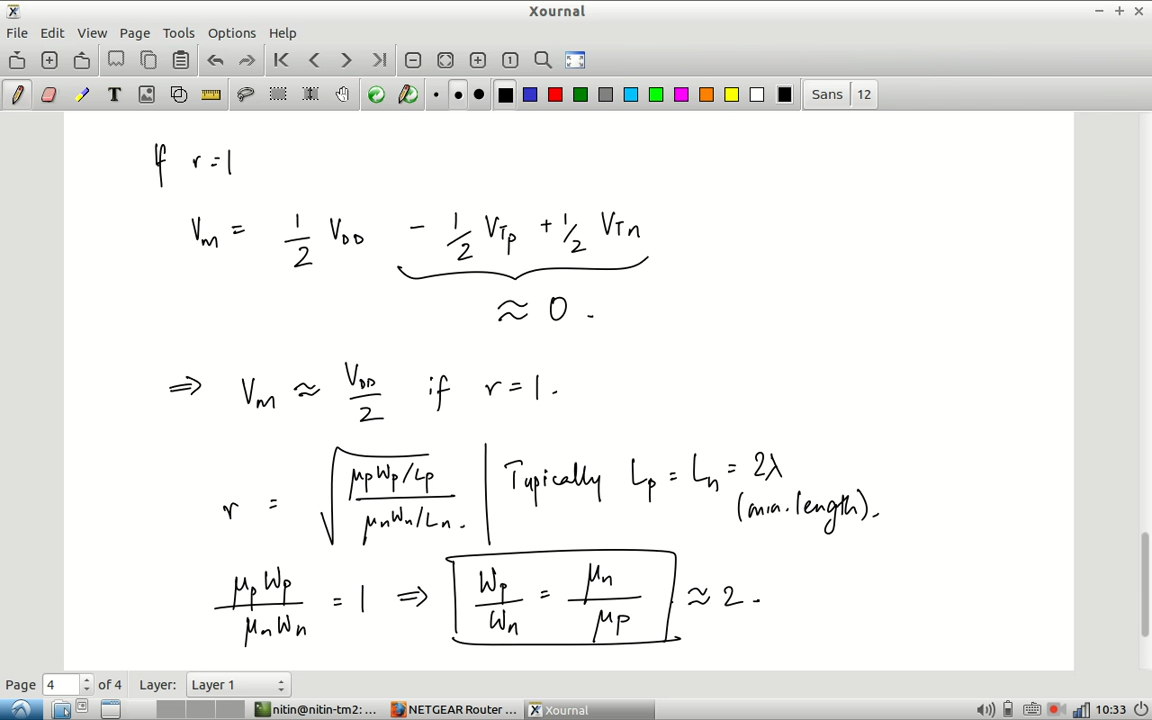 Xournal
File Edit View Page Tools Options Help
Sans 12
If r=1
Vm = 1/2 VDD - 1/2 VTp + 1/2 VTn
≈ 0 .
⇒ Vm ≈ VDD/2 if r=1 .
r = √((μpWp/Lp)/(μnWn/Ln)) . | Typically Lp = Ln = 2λ
(min. length).
μpWp/μnWn = 1 ⇒ Wp/Wn = μn/μp ≈ 2 .
Page 4 of 4 Layer: Layer 1
nitin@nitin-tm2: ... NETGEAR Router ... Xournal 10:33